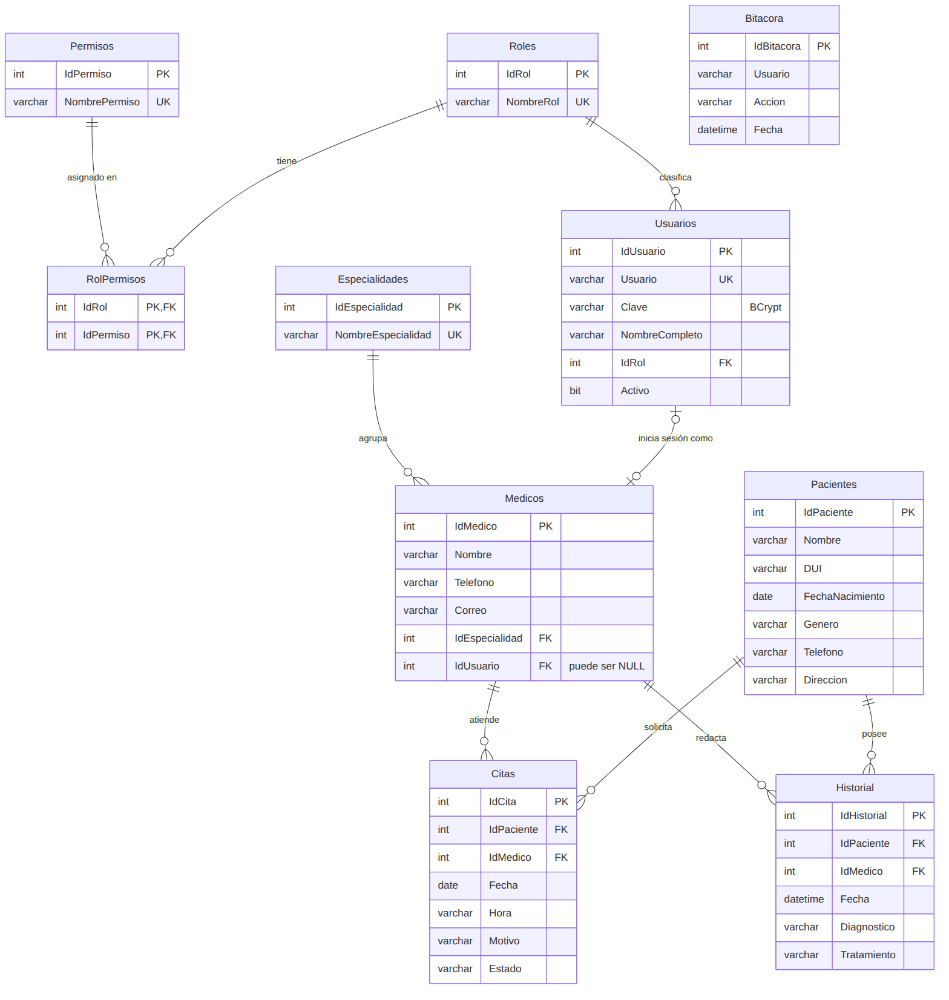 Permisos
int IdPermiso PK
varchar NombrePermiso UK
Roles
int IdRol PK
varchar NombreRol UK
Bitacora
int IdBitacora PK
varchar Usuario
varchar Accion
datetime Fecha
asignado en
tiene
clasifica
Usuarios
int IdUsuario PK
varchar Usuario UK
varchar Clave BCrypt
varchar NombreCompleto
int IdRol FK
bit Activo
RolPermisos
int IdRol PK,FK
int IdPermiso PK,FK
Especialidades
int IdEspecialidad PK
varchar NombreEspecialidad UK
agrupa
inicia sesión como
Medicos
int IdMedico PK
varchar Nombre
varchar Telefono
varchar Correo
int IdEspecialidad FK
int IdUsuario FK puede ser NULL
Pacientes
int IdPaciente PK
varchar Nombre
varchar DUI
date FechaNacimiento
varchar Genero
varchar Telefono
varchar Direccion
atiende
solicita
redacta
posee
Citas
int IdCita PK
int IdPaciente FK
int IdMedico FK
date Fecha
varchar Hora
varchar Motivo
varchar Estado
Historial
int IdHistorial PK
int IdPaciente FK
int IdMedico FK
datetime Fecha
varchar Diagnostico
varchar Tratamiento